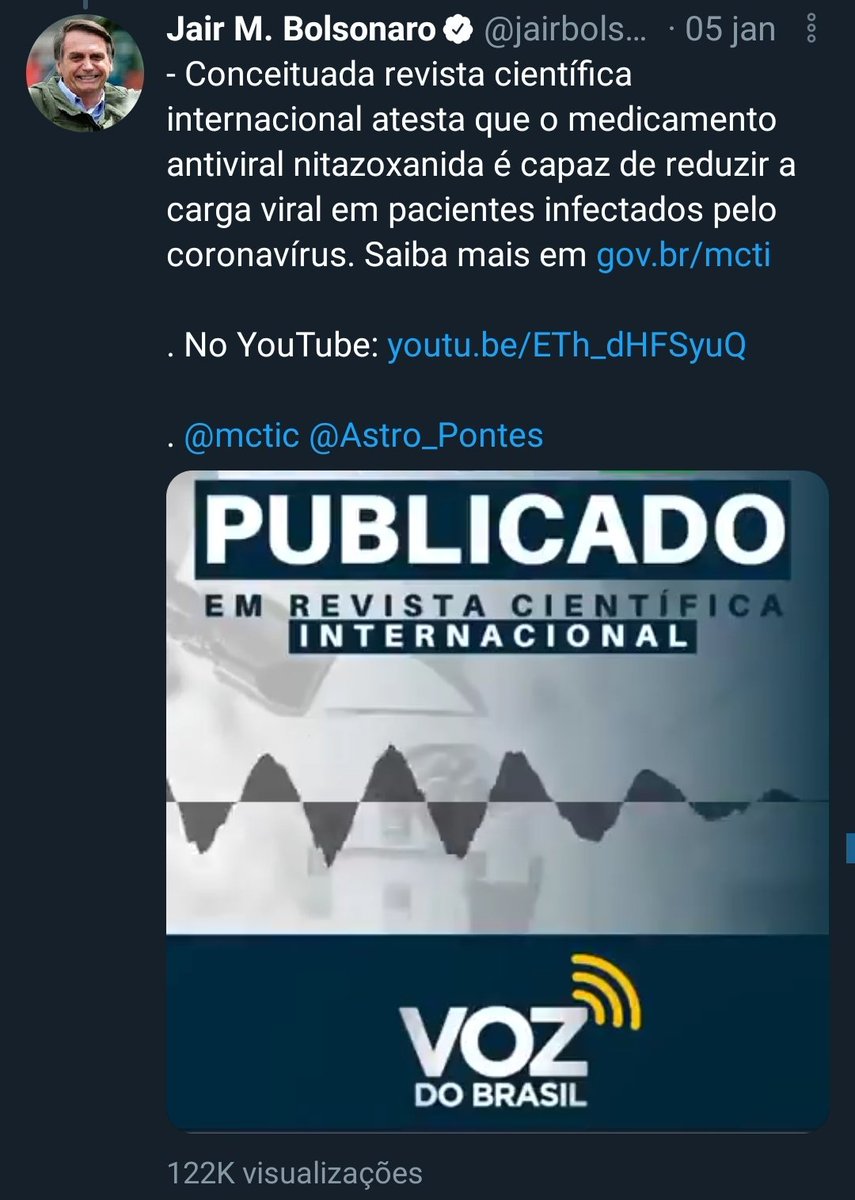 Jair M. Bolsonaro @jairbols... · 05 jan
- Conceituada revista científica
internacional atesta que o medicamento
antiviral nitazoxanida é capaz de reduzir a
carga viral em pacientes infectados pelo
coronavírus. Saiba mais em gov.br/mcti
. No YouTube: youtu.be/ETh_dHFSyuQ
. @mctic @Astro_Pontes
PUBLICADO
EM REVISTA CIENTÍFICA
INTERNACIONAL
VOZ
DO BRASIL
122K visualizações